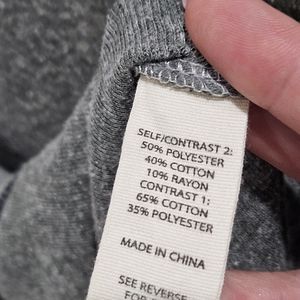 SELF/CONTRAST 2:
50% POLYESTER
40% COTTON
10% RAYON
CONTRAST 1:
65% COTTON
35% POLYESTER
MADE IN CHINA
SEE REVERSE
FOR